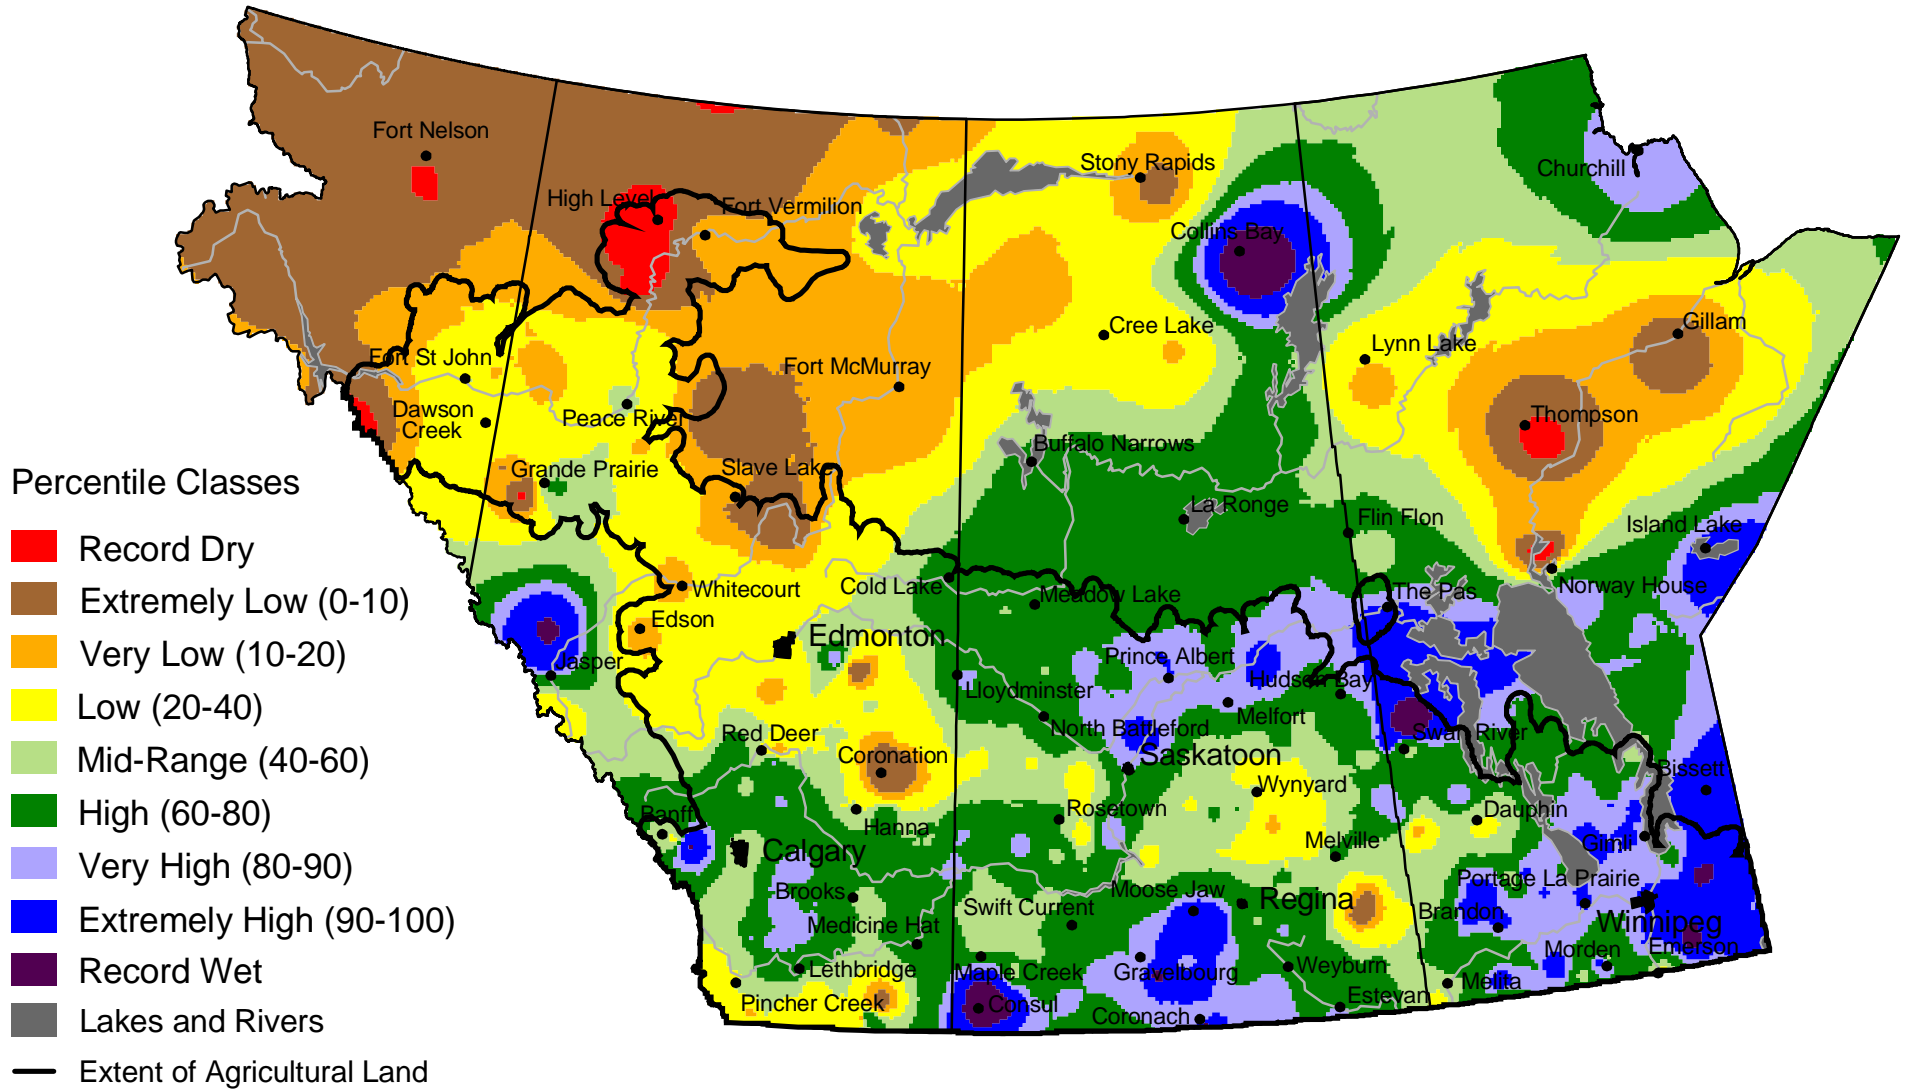 Fort Nelson
Stony Rapids
Churchill
High Level
Fort Vermilion
Collins Bay
Gillam
Cree Lake
Lynn Lake
Fort St John
Fort McMurray
Dawson
Creek
Peace River
Thompson
Buffalo Narrows
Grande Prairie
Slave Lake
La Ronge
Flin Flon
Island Lake
Percentile Classes
Record Dry
Extremely Low (0-10)
Very Low (10-20)
Low (20-40)
Mid-Range (40-60)
High (60-80)
Very High (80-90)
Extremely High (90-100)
Record Wet
Lakes and Rivers
Extent of Agricultural Land
Whitecourt
Cold Lake
Meadow Lake
The Pas
Norway House
Edson
Edmonton
Jasper
Prince Albert
Hudson Bay
Lloydminster
Melfort
North Battleford
Red Deer
Swan River
Coronation
Saskatoon
Bissett
Wynyard
Banff
Hanna
Rosetown
Dauphin
Calgary
Melville
Gimli
Brooks
Moose Jaw
Portage La Prairie
Medicine Hat
Swift Current
Regina
Brandon
Winnipeg
Morden
Emerson
Lethbridge
Maple Creek
Gravelbourg
Weyburn
Melita
Pincher Creek
Consul
Coronach
Estevan